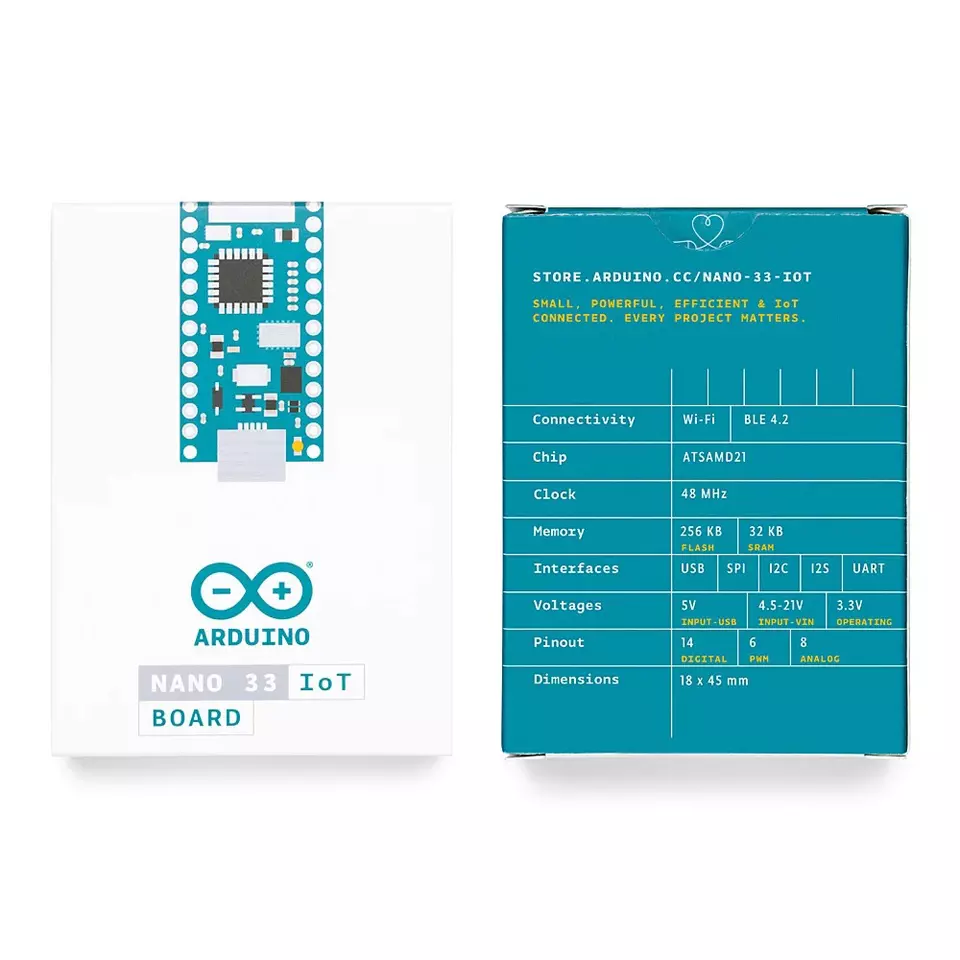 ARDUINO
NANO 33 IoT
BOARD
STORE.ARDUINO.CC/NANO-33-IOT
SMALL, POWERFUL, EFFICIENT & IoT
CONNECTED. EVERY PROJECT MATTERS.
Connectivity Wi-Fi BLE 4.2
Chip ATSAMD21
Clock 48 MHz
Memory 256 KB 32 KB
FLASH SRAM
Interfaces USB SPI I2C I2S UART
Voltages 5V 4.5-21V 3.3V
INPUT-USB INPUT-VIN OPERATING
Pinout 14 6 8
DIGITAL PWM ANALOG
Dimensions 18 x 45 mm